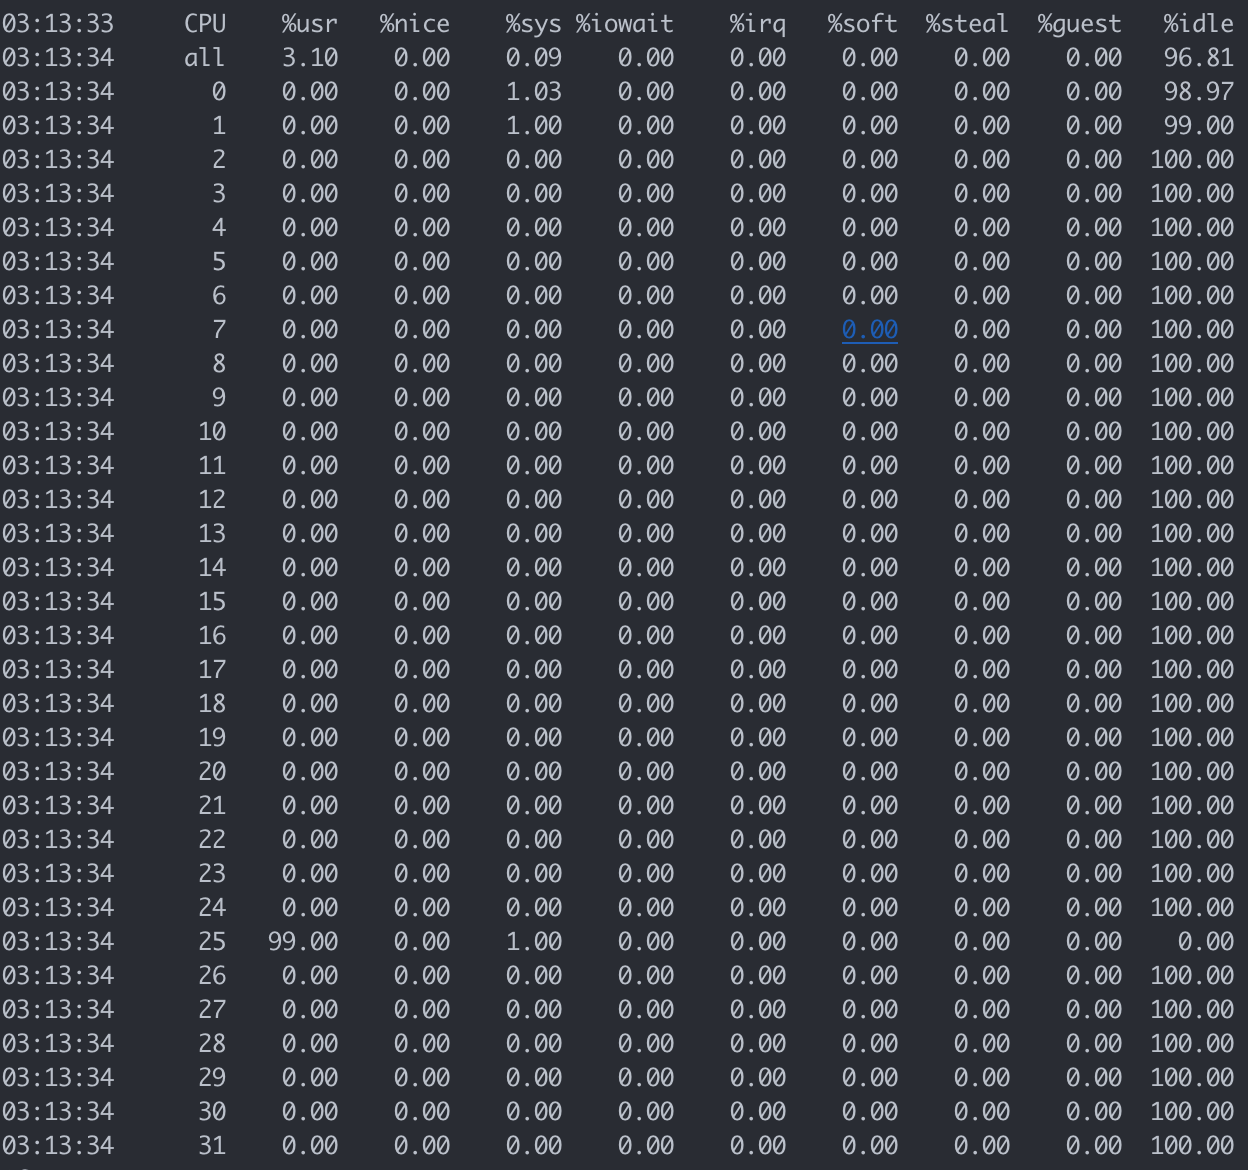 03:13:33 CPU %usr %nice %sys %iowait %irq %soft %steal %guest %idle
03:13:34 all 3.10 0.00 0.09 0.00 0.00 0.00 0.00 0.00 96.81
03:13:34 0 0.00 0.00 1.03 0.00 0.00 0.00 0.00 0.00 98.97
03:13:34 1 0.00 0.00 1.00 0.00 0.00 0.00 0.00 0.00 99.00
03:13:34 2 0.00 0.00 0.00 0.00 0.00 0.00 0.00 0.00 100.00
03:13:34 3 0.00 0.00 0.00 0.00 0.00 0.00 0.00 0.00 100.00
03:13:34 4 0.00 0.00 0.00 0.00 0.00 0.00 0.00 0.00 100.00
03:13:34 5 0.00 0.00 0.00 0.00 0.00 0.00 0.00 0.00 100.00
03:13:34 6 0.00 0.00 0.00 0.00 0.00 0.00 0.00 0.00 100.00
03:13:34 7 0.00 0.00 0.00 0.00 0.00 0.00 0.00 0.00 100.00
03:13:34 8 0.00 0.00 0.00 0.00 0.00 0.00 0.00 0.00 100.00
03:13:34 9 0.00 0.00 0.00 0.00 0.00 0.00 0.00 0.00 100.00
03:13:34 10 0.00 0.00 0.00 0.00 0.00 0.00 0.00 0.00 100.00
03:13:34 11 0.00 0.00 0.00 0.00 0.00 0.00 0.00 0.00 100.00
03:13:34 12 0.00 0.00 0.00 0.00 0.00 0.00 0.00 0.00 100.00
03:13:34 13 0.00 0.00 0.00 0.00 0.00 0.00 0.00 0.00 100.00
03:13:34 14 0.00 0.00 0.00 0.00 0.00 0.00 0.00 0.00 100.00
03:13:34 15 0.00 0.00 0.00 0.00 0.00 0.00 0.00 0.00 100.00
03:13:34 16 0.00 0.00 0.00 0.00 0.00 0.00 0.00 0.00 100.00
03:13:34 17 0.00 0.00 0.00 0.00 0.00 0.00 0.00 0.00 100.00
03:13:34 18 0.00 0.00 0.00 0.00 0.00 0.00 0.00 0.00 100.00
03:13:34 19 0.00 0.00 0.00 0.00 0.00 0.00 0.00 0.00 100.00
03:13:34 20 0.00 0.00 0.00 0.00 0.00 0.00 0.00 0.00 100.00
03:13:34 21 0.00 0.00 0.00 0.00 0.00 0.00 0.00 0.00 100.00
03:13:34 22 0.00 0.00 0.00 0.00 0.00 0.00 0.00 0.00 100.00
03:13:34 23 0.00 0.00 0.00 0.00 0.00 0.00 0.00 0.00 100.00
03:13:34 24 0.00 0.00 0.00 0.00 0.00 0.00 0.00 0.00 100.00
03:13:34 25 99.00 0.00 1.00 0.00 0.00 0.00 0.00 0.00 0.00
03:13:34 26 0.00 0.00 0.00 0.00 0.00 0.00 0.00 0.00 100.00
03:13:34 27 0.00 0.00 0.00 0.00 0.00 0.00 0.00 0.00 100.00
03:13:34 28 0.00 0.00 0.00 0.00 0.00 0.00 0.00 0.00 100.00
03:13:34 29 0.00 0.00 0.00 0.00 0.00 0.00 0.00 0.00 100.00
03:13:34 30 0.00 0.00 0.00 0.00 0.00 0.00 0.00 0.00 100.00
03:13:34 31 0.00 0.00 0.00 0.00 0.00 0.00 0.00 0.00 100.00